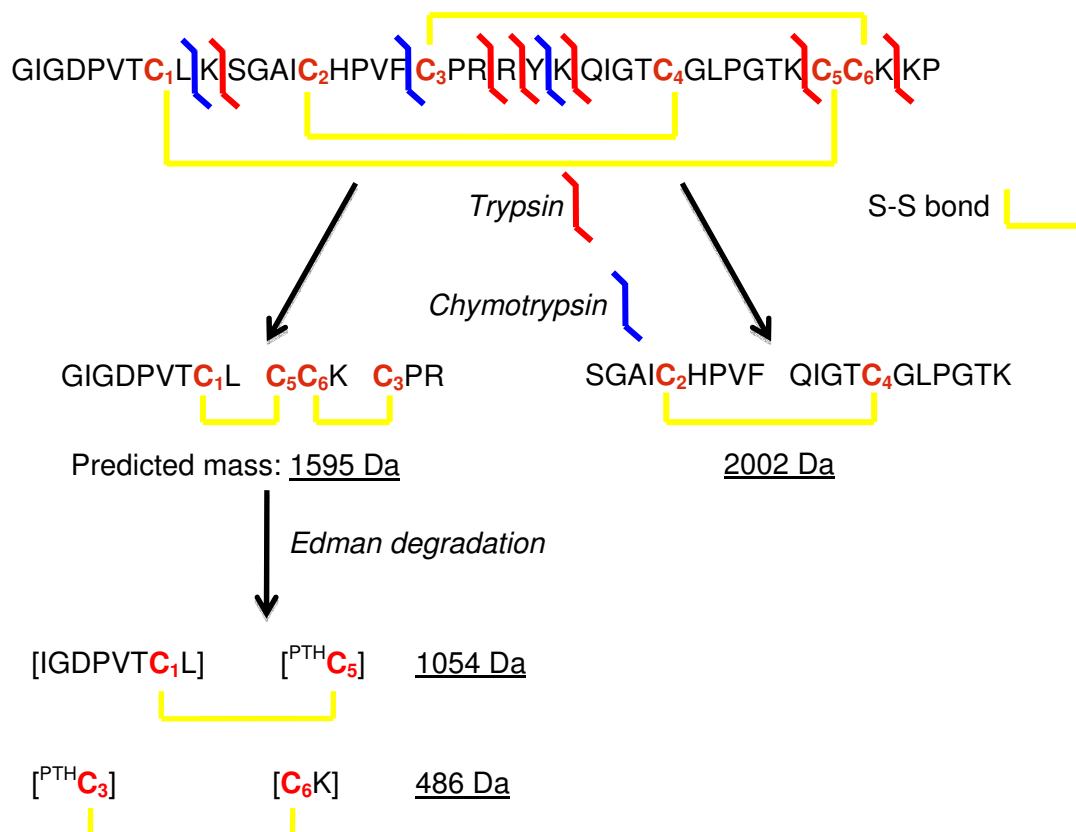 GIGDPVTC₁LKSGAIC₂HPVFC₃PRRYKQIGTC₄GLPGTKC₅C₆KKP
Trypsin S-S bond
Chymotrypsin
GIGDPVTC₁L C₅C₆K C₃PR SGAIC₂HPVF QIGTC₄GLPGTK
Predicted mass: 1595 Da 2002 Da
Edman degradation
[IGDPVTC₁L] [ᴾᵀᴴC₅] 1054 Da
[ᴾᵀᴴC₃] [C₆K] 486 Da